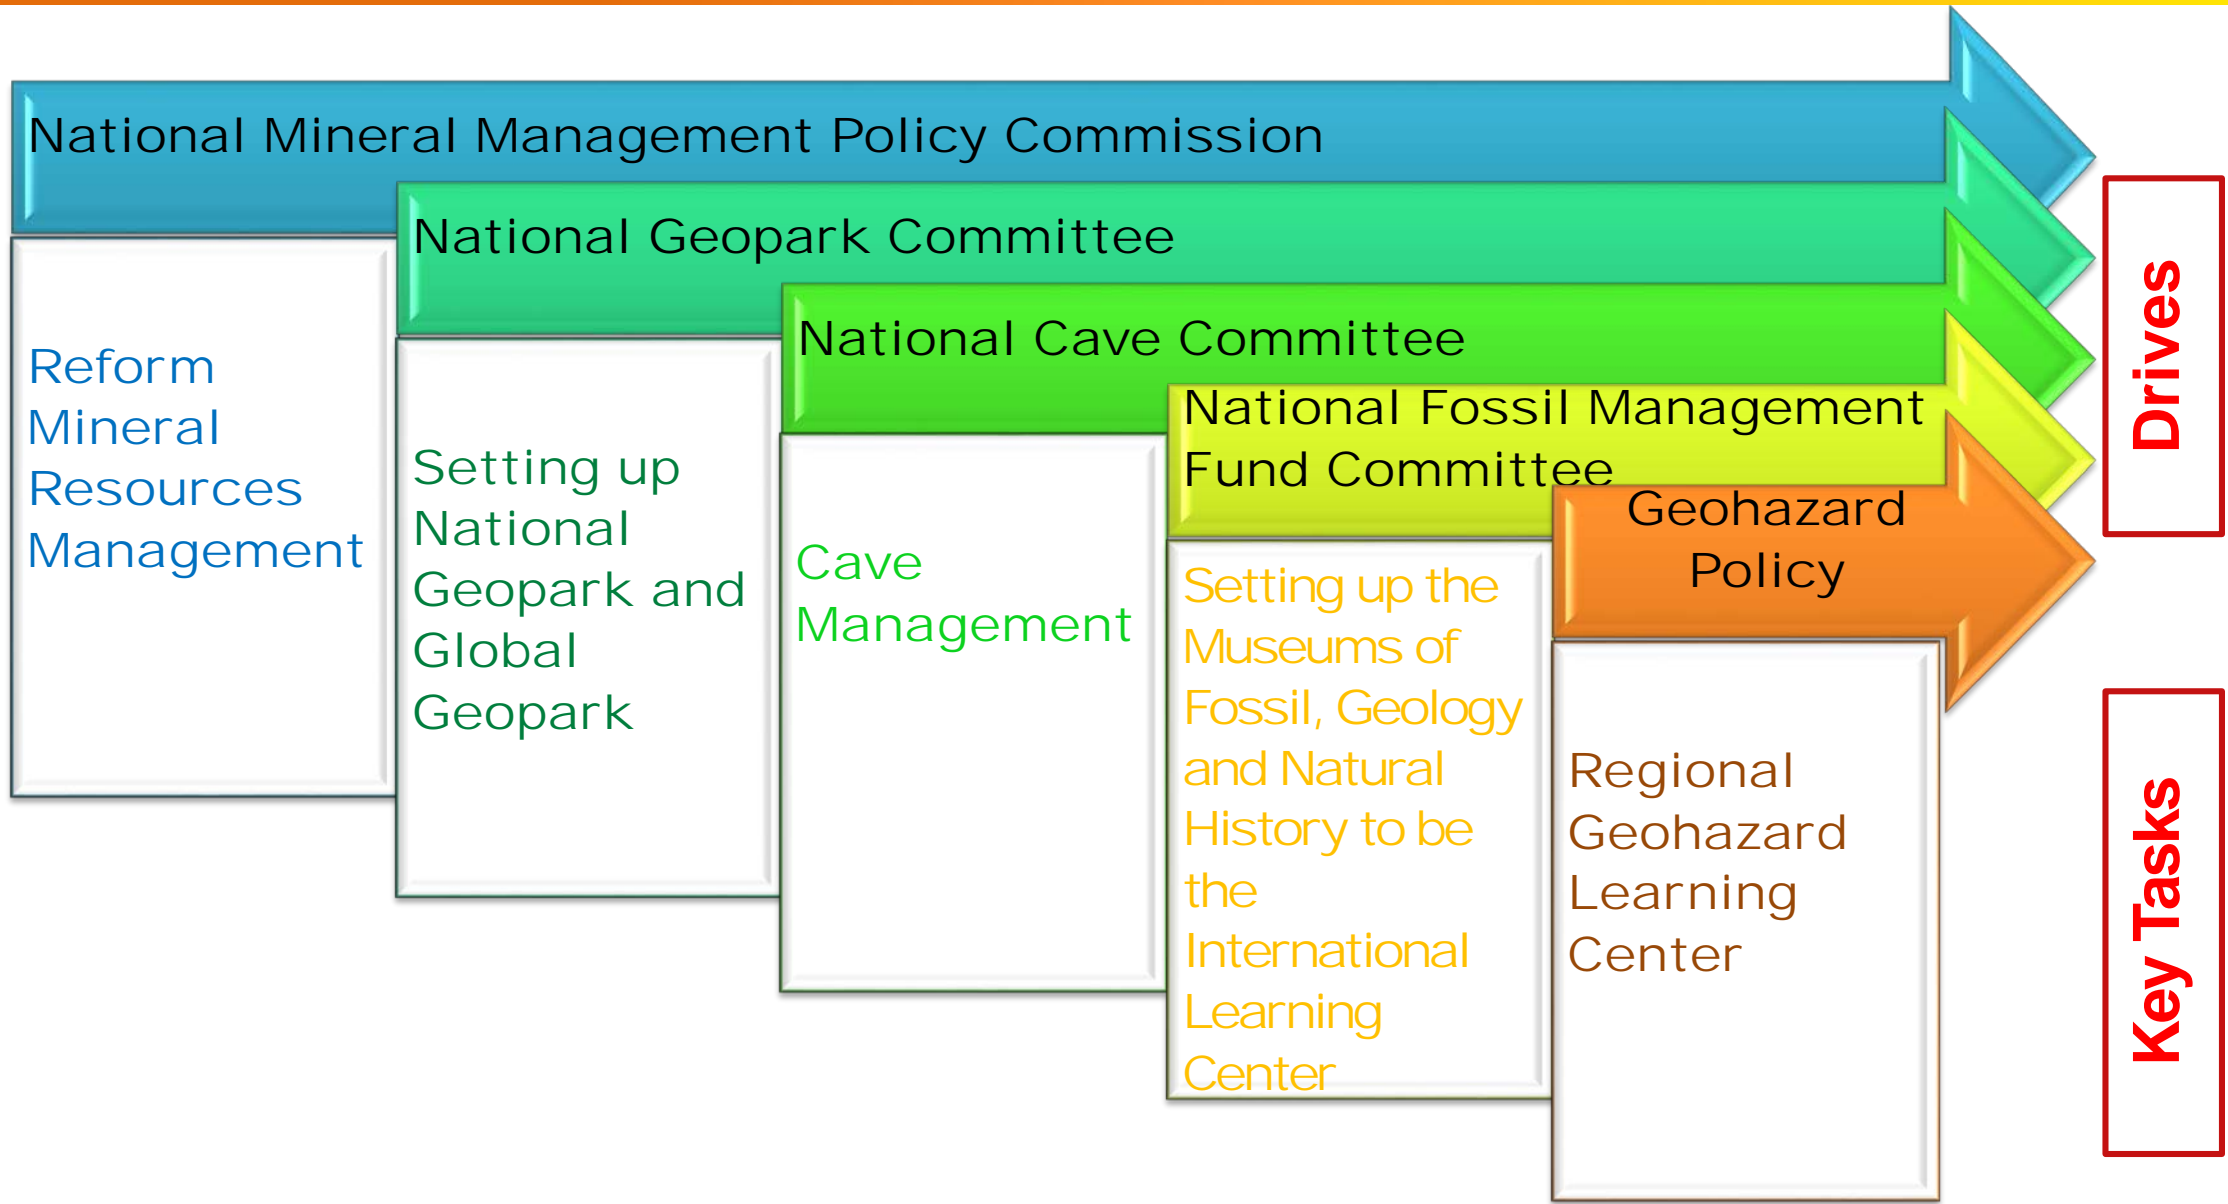 National Mineral Management Policy Commission
Reform
Mineral
Resources
Management
National Geopark Committee
Setting up
National
Geopark and
Global
Geopark
National Cave Committee
Cave
Management
National Fossil Management
Fund Committee
Setting up the
Museums of
Fossil, Geology
and Natural
History to be
the
International
Learning
Center
Geohazard
Policy
Regional
Geohazard
Learning
Center
Drives
Key Tasks